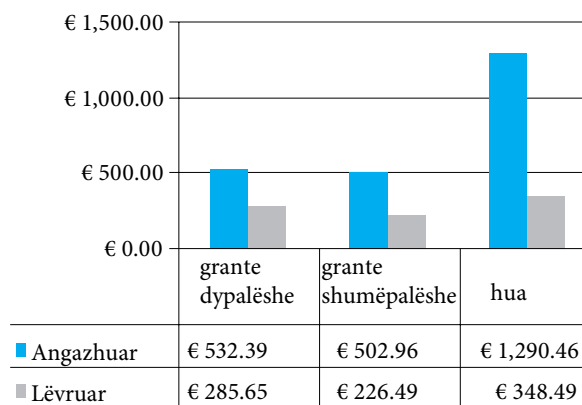 € 1,500.00
€ 1,000.00
€ 500.00
€ 0.00
grante dypalëshe
grante shumëpalëshe
hua
Angazhuar € 532.39 € 502.96 € 1,290.46
Lëvruar € 285.65 € 226.49 € 348.49